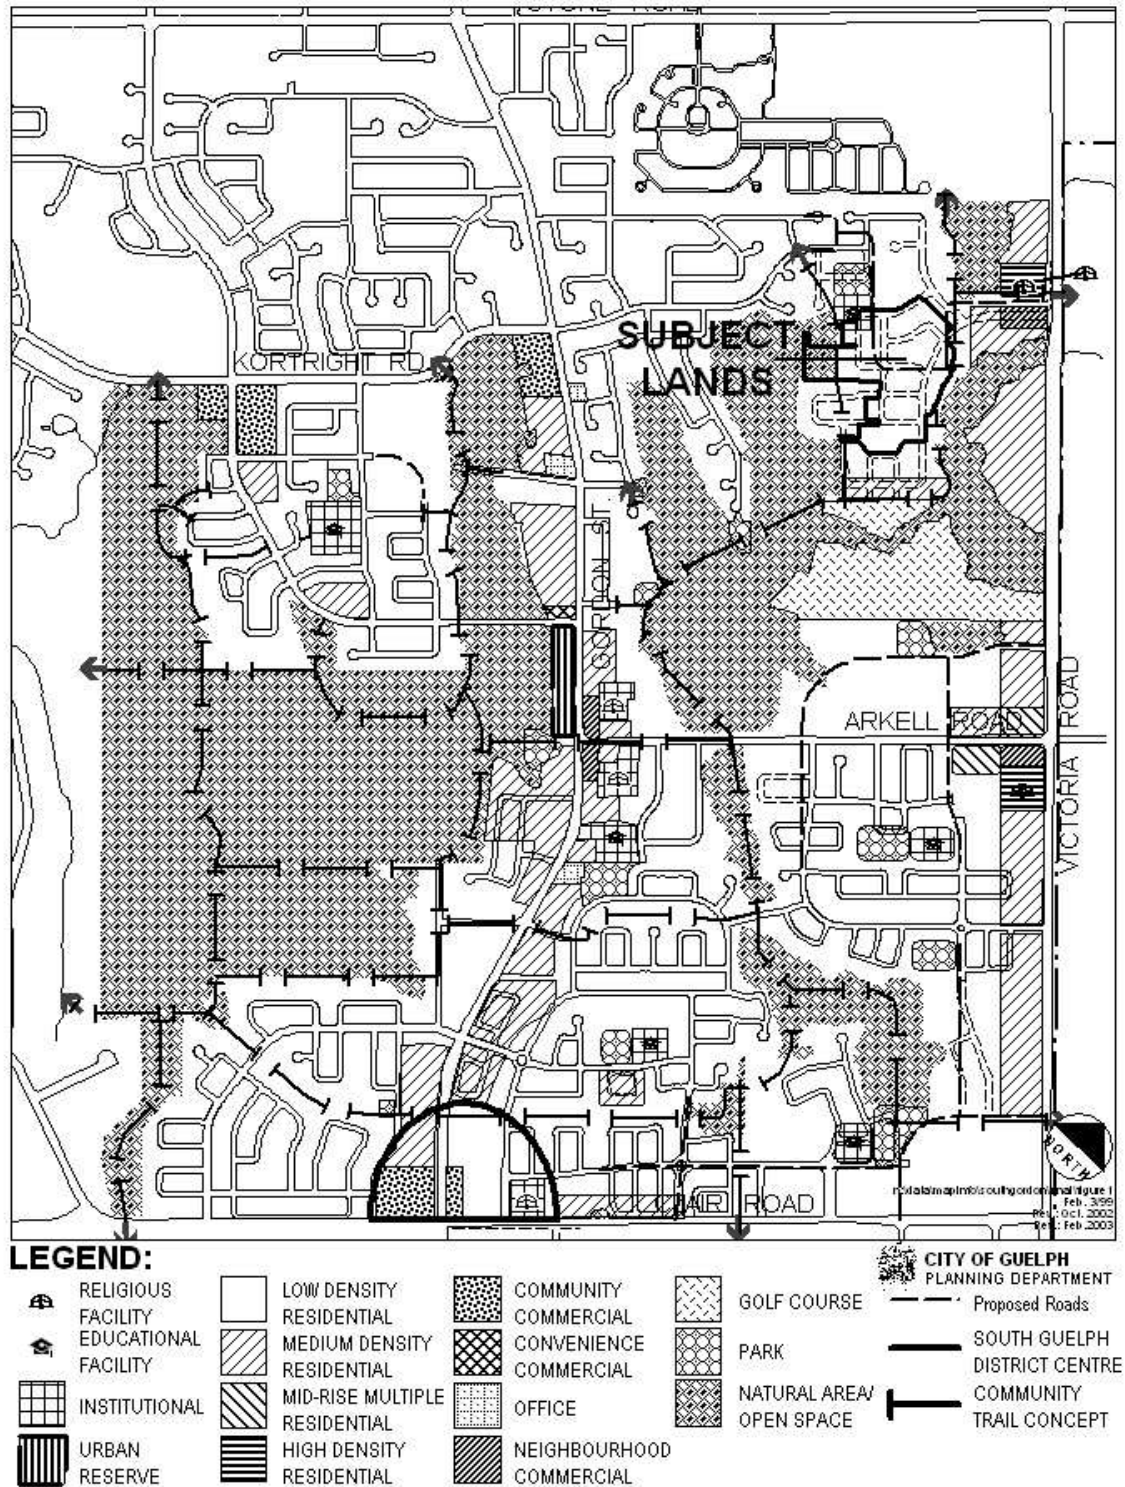 STONE ROAD
SUBJECT
LANDS
KORTRIGHT RD
GORDON ST
ARKELL ROAD
VICTORIA ROAD
CLAIR ROAD
NORTH
Feb. 3/99
Rev.: Oct. 2002
Rev.: Feb. 2003
LEGEND:
RELIGIOUS
FACILITY
EDUCATIONAL
FACILITY
INSTITUTIONAL
URBAN
RESERVE
LOW DENSITY
RESIDENTIAL
MEDIUM DENSITY
RESIDENTIAL
MID-RISE MULTIPLE
RESIDENTIAL
HIGH DENSITY
RESIDENTIAL
COMMUNITY
COMMERCIAL
CONVENIENCE
COMMERCIAL
OFFICE
NEIGHBOURHOOD
COMMERCIAL
GOLF COURSE
PARK
NATURAL AREA/
OPEN SPACE
CITY OF GUELPH
PLANNING DEPARTMENT
Proposed Roads
SOUTH GUELPH
DISTRICT CENTRE
COMMUNITY
TRAIL CONCEPT